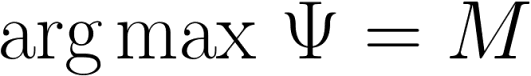 arg max Ψ = M